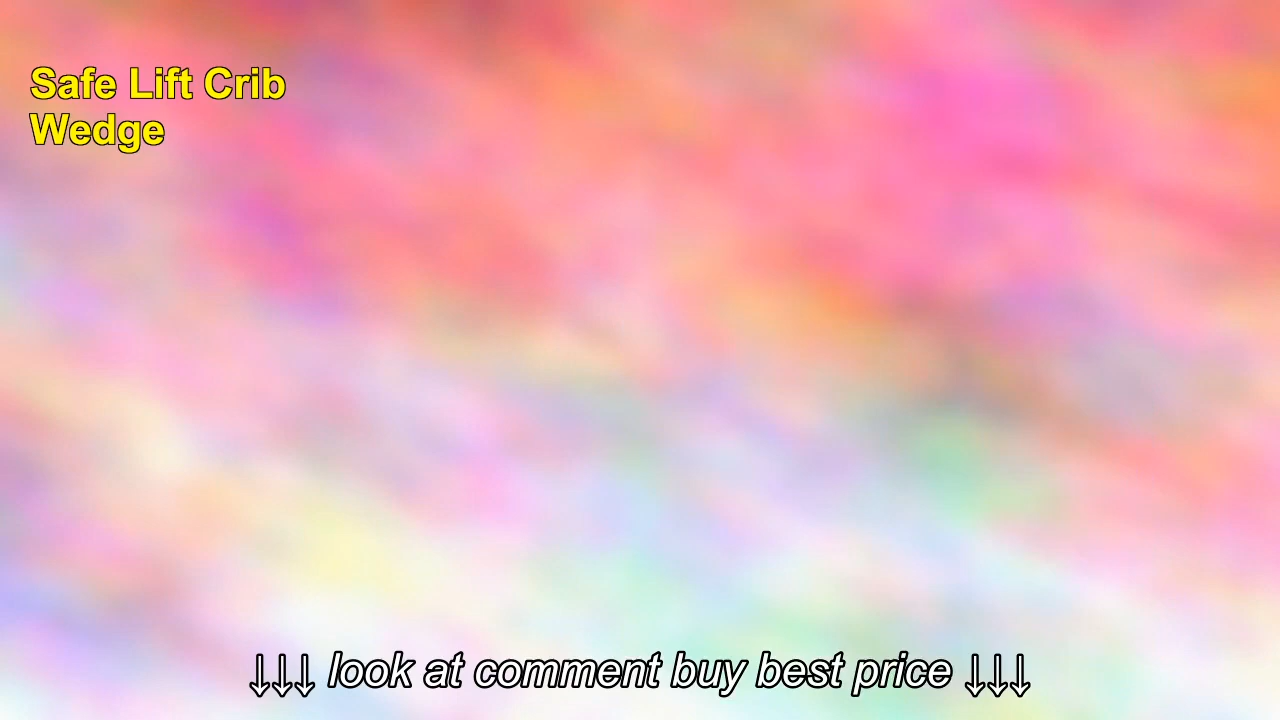 Safe Lift Crib
Wedge
↓↓↓ look at comment buy best price ↓↓↓